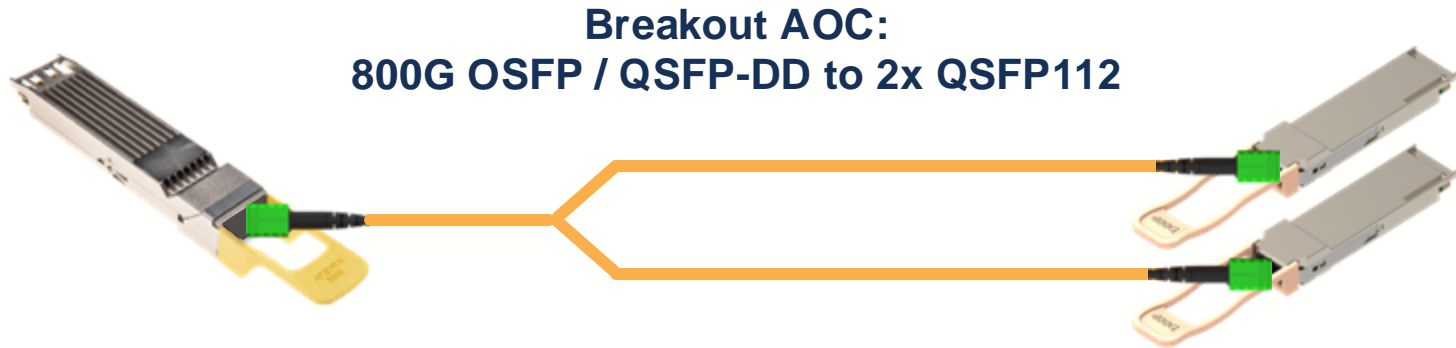 Breakout AOC:
800G OSFP / QSFP-DD to 2x QSFP112